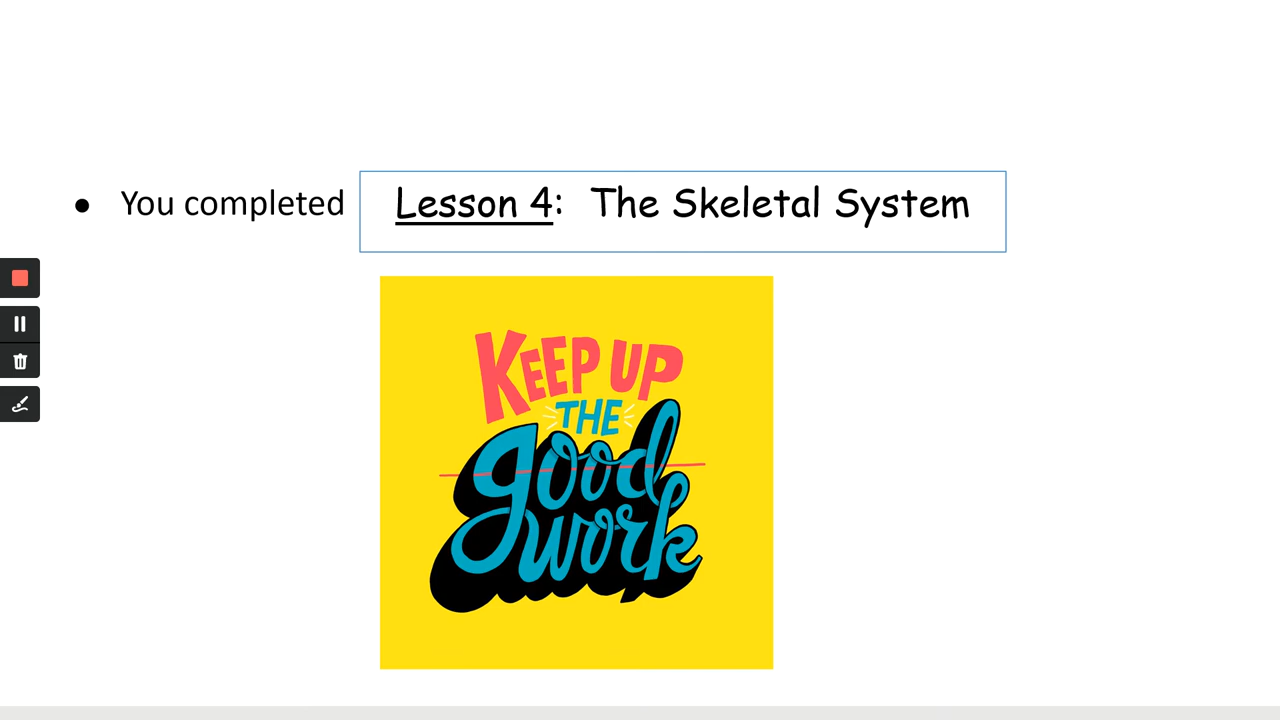 ● You completed Lesson 4: The Skeletal System
KEEP UP
THE
good
work